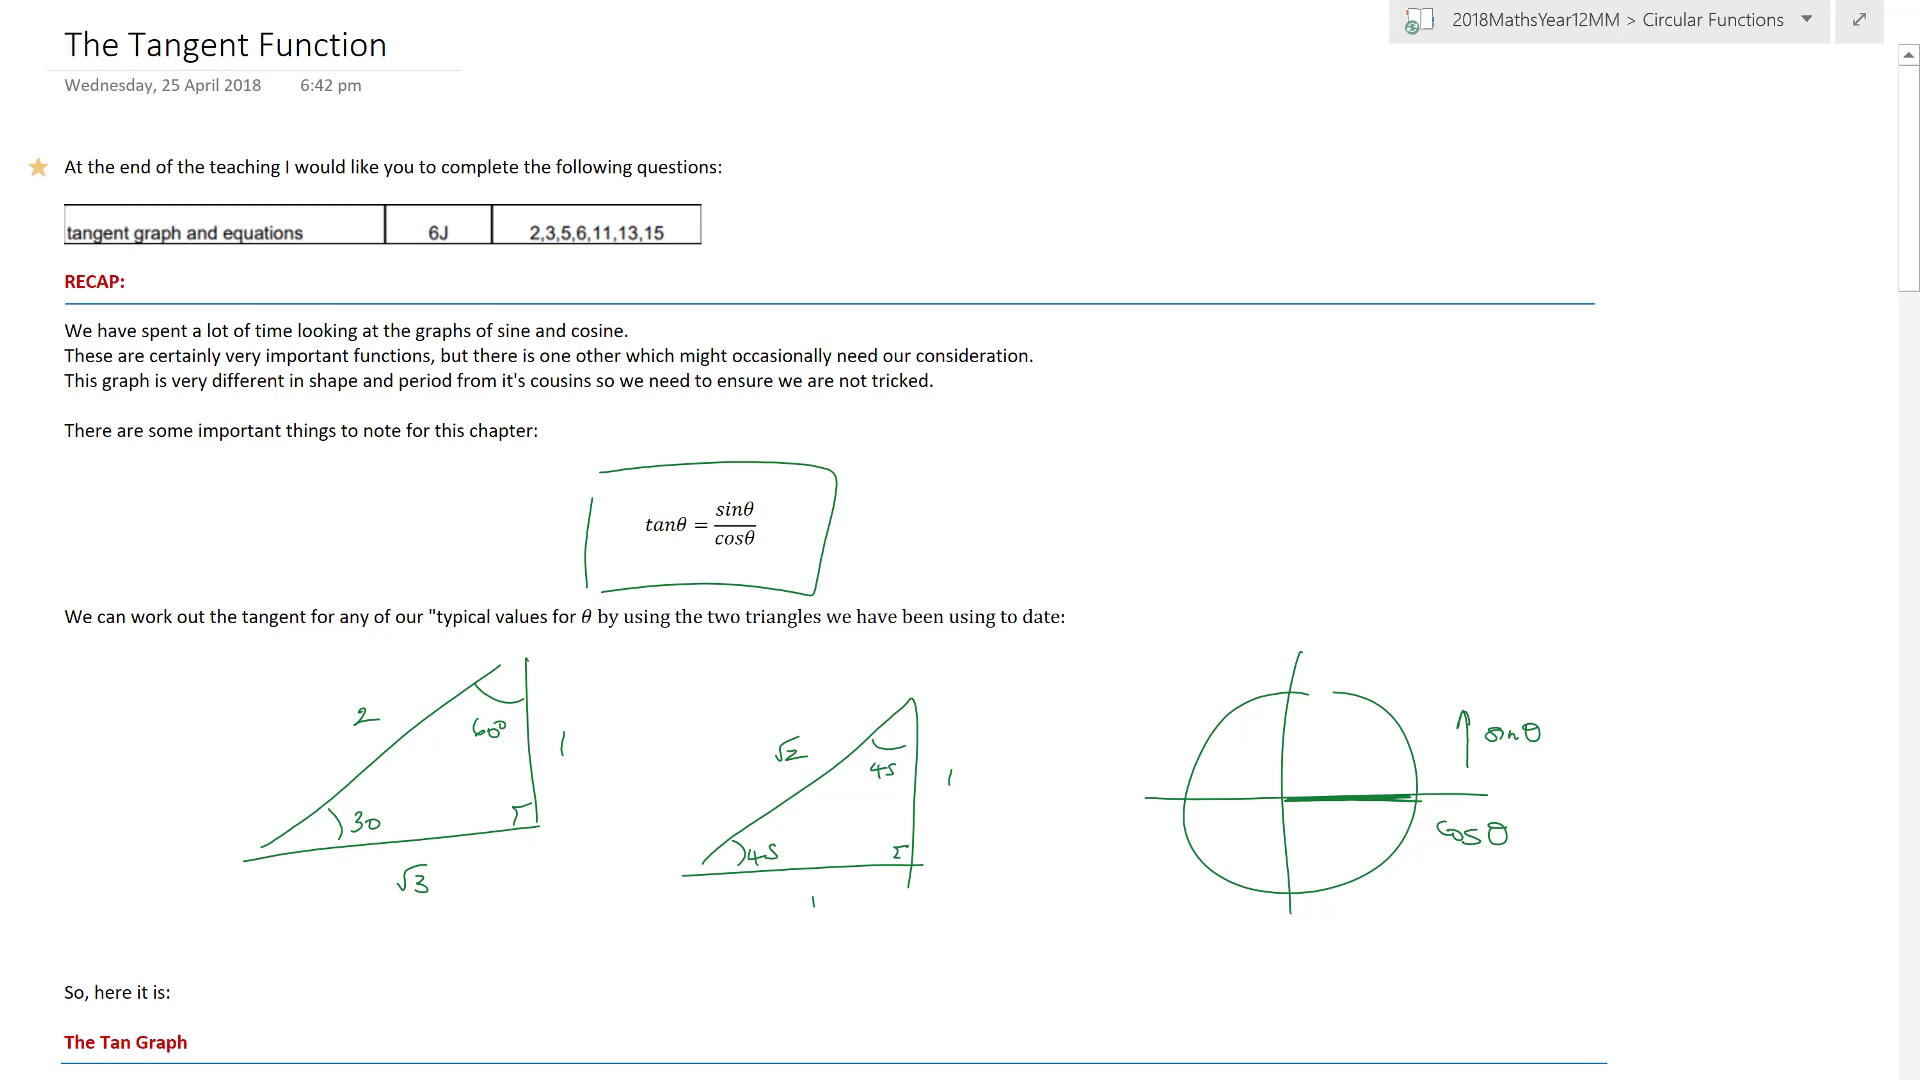 2018MathsYear12MM > Circular Functions
The Tangent Function
Wednesday, 25 April 2018 6:42 pm
At the end of the teaching I would like you to complete the following questions:
tangent graph and equations 6J 2,3,5,6,11,13,15
RECAP:
We have spent a lot of time looking at the graphs of sine and cosine.
These are certainly very important functions, but there is one other which might occasionally need our consideration.
This graph is very different in shape and period from it's cousins so we need to ensure we are not tricked.
There are some important things to note for this chapter:
tanθ = sinθ/cosθ
We can work out the tangent for any of our "typical values for θ by using the two triangles we have been using to date:
2
60°
1
30
√3
√2
45
1
45
1
sinθ
cosθ
So, here it is:
The Tan Graph